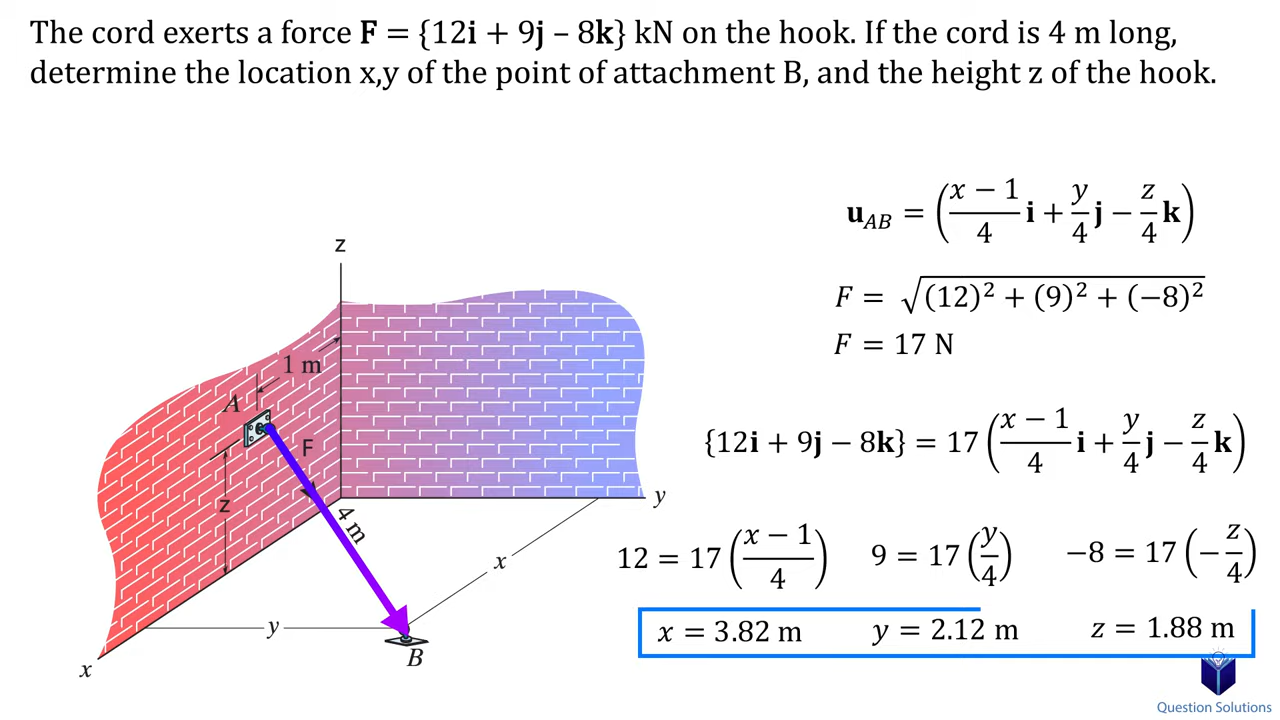 The cord exerts a force F = {12i + 9j – 8k} kN on the hook. If the cord is 4 m long,
determine the location x,y of the point of attachment B, and the height z of the hook.
u_AB = ((x − 1)/4 i + y/4 j − z/4 k)
F = √((12)² + (9)² + (−8)²)
F = 17 N
{12i + 9j − 8k} = 17 ((x − 1)/4 i + y/4 j − z/4 k)
12 = 17 ((x − 1)/4) 9 = 17 (y/4) −8 = 17 (−z/4)
x = 3.82 m y = 2.12 m z = 1.88 m
z
1 m
A
F
z
4 m
y
x
y
B
x
Question Solutions